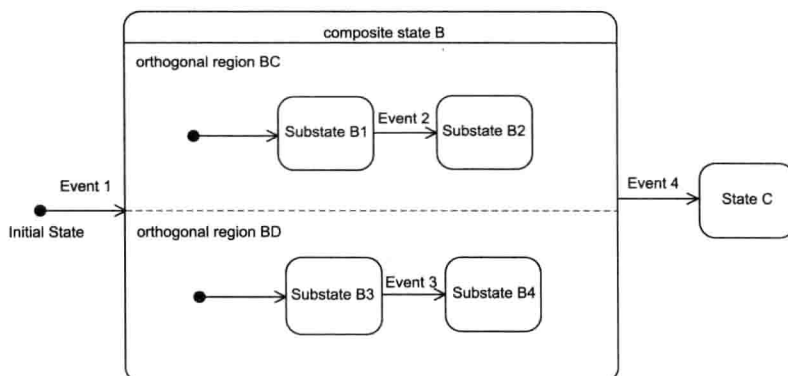 composite state B
orthogonal region BC
Event 2
Substate B1
Substate B2
Event 1
Event 4
State C
Initial State
orthogonal region BD
Event 3
Substate B3
Substate B4